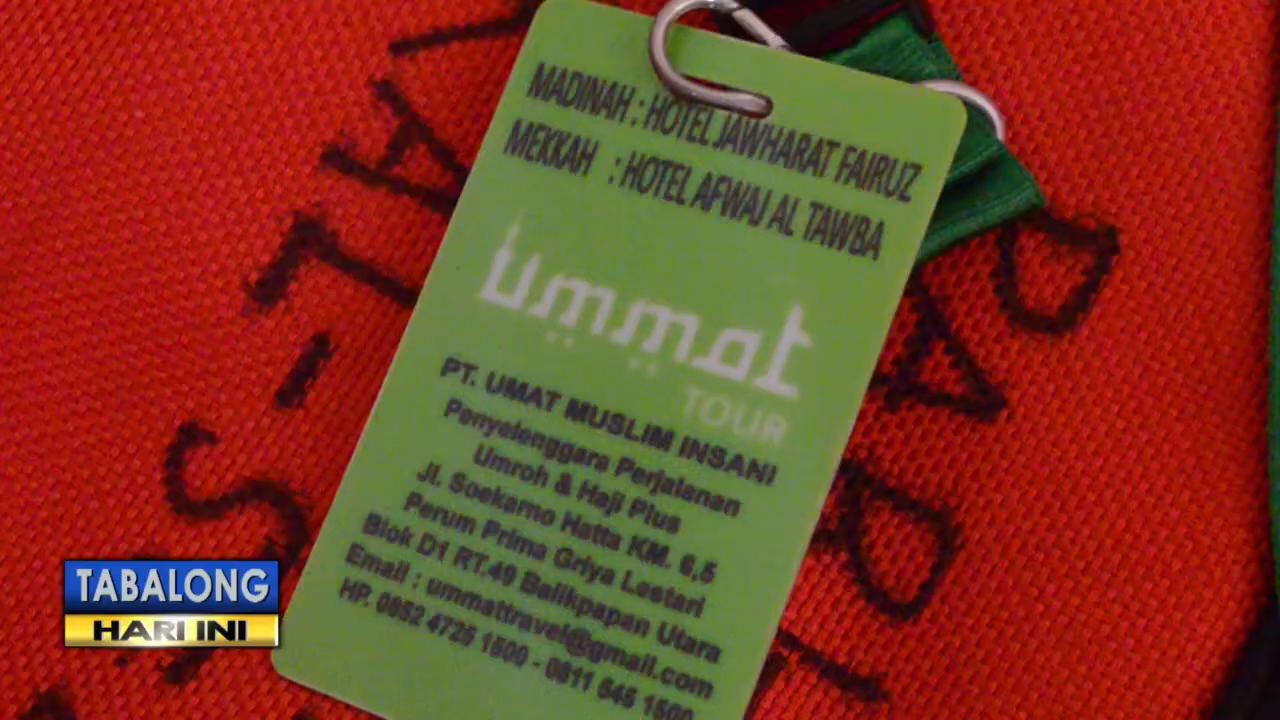 MADINAH : HOTEL JAWHARAT FAIRUZ
MEKKAH : HOTEL AFWAJ AL TAWBA
ummat
TOUR
PT. UMAT MUSLIM INSANI
Penyelenggara Perjalanan
Umroh & Haji Plus
Jl. Soekarno Hatta KM. 6,5
Perum Prima Griya Lestari
Blok D1 RT.49 Balikpapan Utara
Email : ummattravel@gmail.com
HP. 0852 4725 1500 - 0811 545 1500
TABALONG
HARI INI